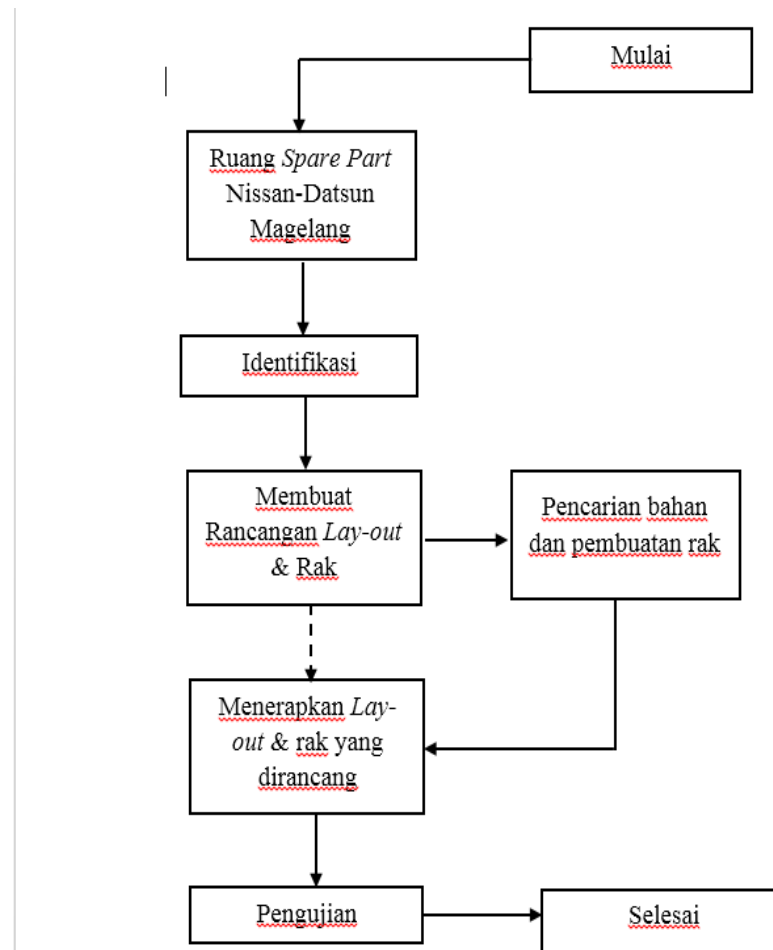 Mulai
Ruang Spare Part
Nissan-Datsun
Magelang
Identifikasi
Membuat
Rancangan Lay-out
& Rak
Pencarian bahan
dan pembuatan rak
Menerapkan Lay-
out & rak yang
dirancang
Pengujian
Selesai